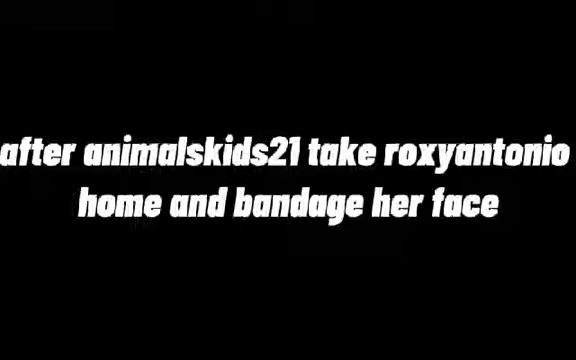 after animalskids21 take roxyantonio
home and bandage her face